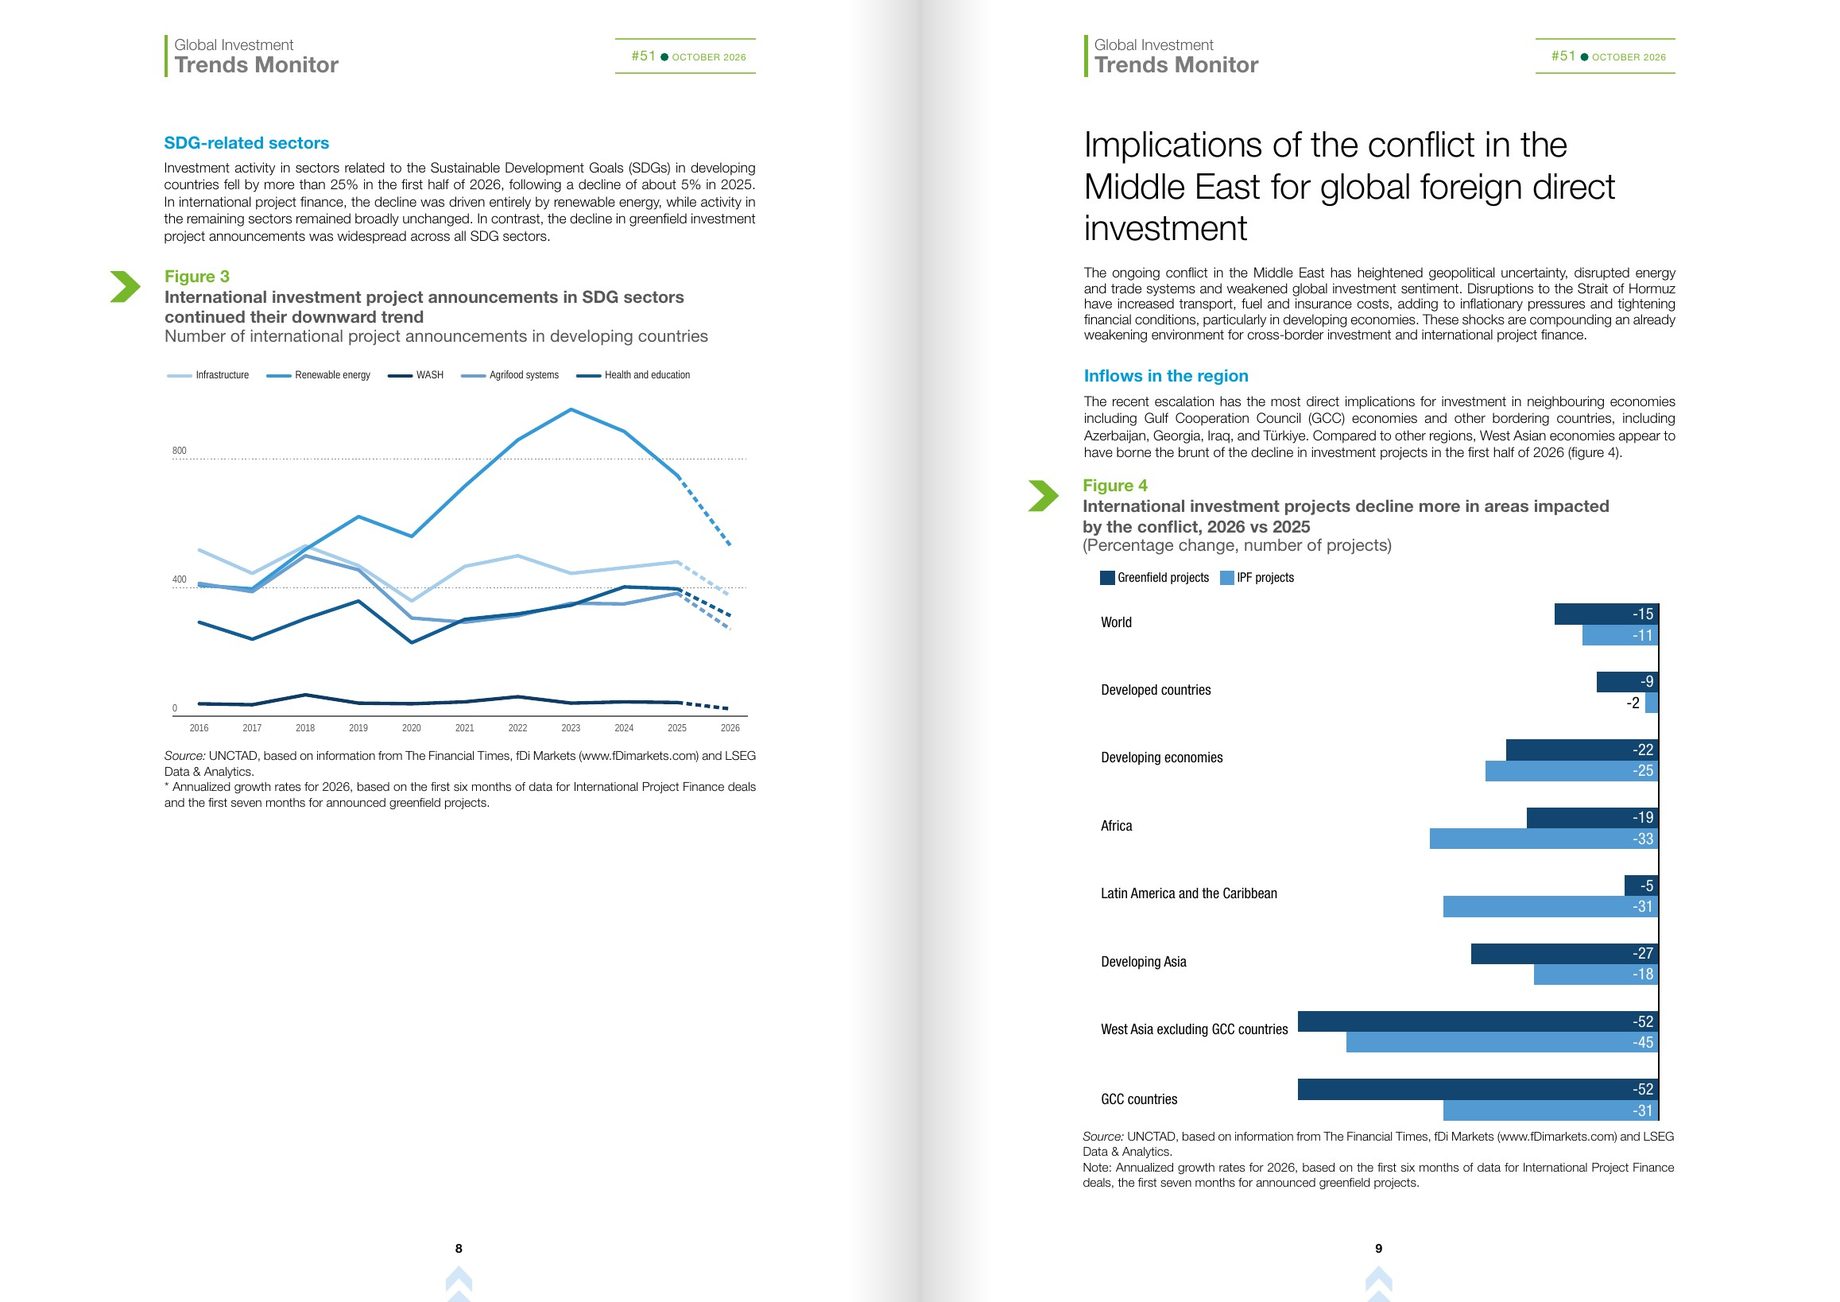 Global Investment
Trends Monitor
#51 ● OCTOBER 2026
SDG-related sectors
Investment activity in sectors related to the Sustainable Development Goals (SDGs) in developing
countries fell by more than 25% in the first half of 2026, following a decline of about 5% in 2025.
In international project finance, the decline was driven entirely by renewable energy, while activity in
the remaining sectors remained broadly unchanged. In contrast, the decline in greenfield investment
project announcements was widespread across all SDG sectors.
Figure 3
International investment project announcements in SDG sectors
continued their downward trend
Number of international project announcements in developing countries
Infrastructure Renewable energy WASH Agrifood systems Health and education
800
400
0
2016 2017 2018 2019 2020 2021 2022 2023 2024 2025 2026
Source: UNCTAD, based on information from The Financial Times, fDi Markets (www.fDimarkets.com) and LSEG
Data & Analytics.
* Annualized growth rates for 2026, based on the first six months of data for International Project Finance deals
and the first seven months for announced greenfield projects.
8
Global Investment
Trends Monitor
#51 ● OCTOBER 2026
Implications of the conflict in the
Middle East for global foreign direct
investment
The ongoing conflict in the Middle East has heightened geopolitical uncertainty, disrupted energy
and trade systems and weakened global investment sentiment. Disruptions to the Strait of Hormuz
have increased transport, fuel and insurance costs, adding to inflationary pressures and tightening
financial conditions, particularly in developing economies. These shocks are compounding an already
weakening environment for cross-border investment and international project finance.
Inflows in the region
The recent escalation has the most direct implications for investment in neighbouring economies
including Gulf Cooperation Council (GCC) economies and other bordering countries, including
Azerbaijan, Georgia, Iraq, and Türkiye. Compared to other regions, West Asian economies appear to
have borne the brunt of the decline in investment projects in the first half of 2026 (figure 4).
Figure 4
International investment projects decline more in areas impacted
by the conflict, 2026 vs 2025
(Percentage change, number of projects)
Greenfield projects IPF projects
World
-15
-11
Developed countries
-9
-2
Developing economies
-22
-25
Africa
-19
-33
Latin America and the Caribbean
-5
-31
Developing Asia
-27
-18
West Asia excluding GCC countries
-52
-45
GCC countries
-52
-31
Source: UNCTAD, based on information from The Financial Times, fDi Markets (www.fDimarkets.com) and LSEG
Data & Analytics.
Note: Annualized growth rates for 2026, based on the first six months of data for International Project Finance
deals, the first seven months for announced greenfield projects.
9